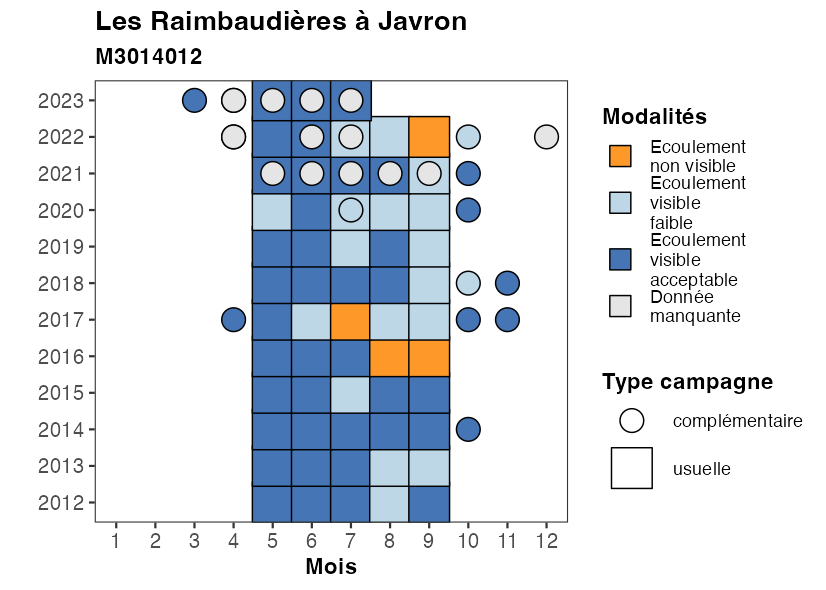 Les Raimbaudières à Javron
M3014012
2023
2022
2021
2020
2019
2018
2017
2016
2015
2014
2013
2012
1 2 3 4 5 6 7 8 9 10 11 12
Mois
Modalités
Ecoulement
non visible
Ecoulement
visible
faible
Ecoulement
visible
acceptable
Donnée
manquante
Type campagne
complémentaire
usuelle